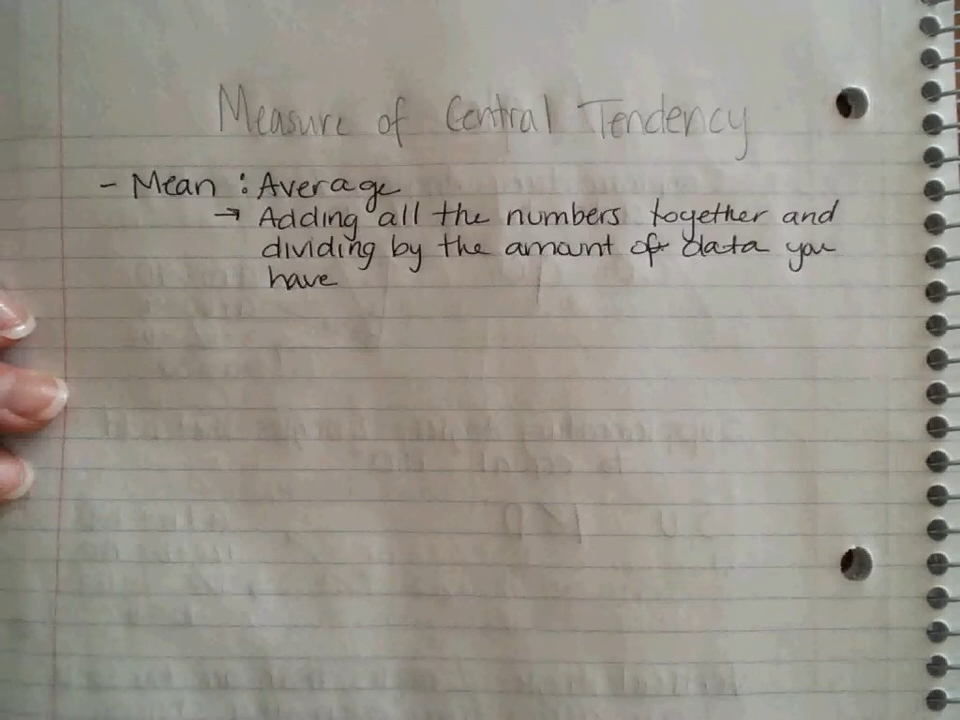 Measure of Central Tendency
- Mean : Average
→ Adding all the numbers together and
dividing by the amount of data you
have